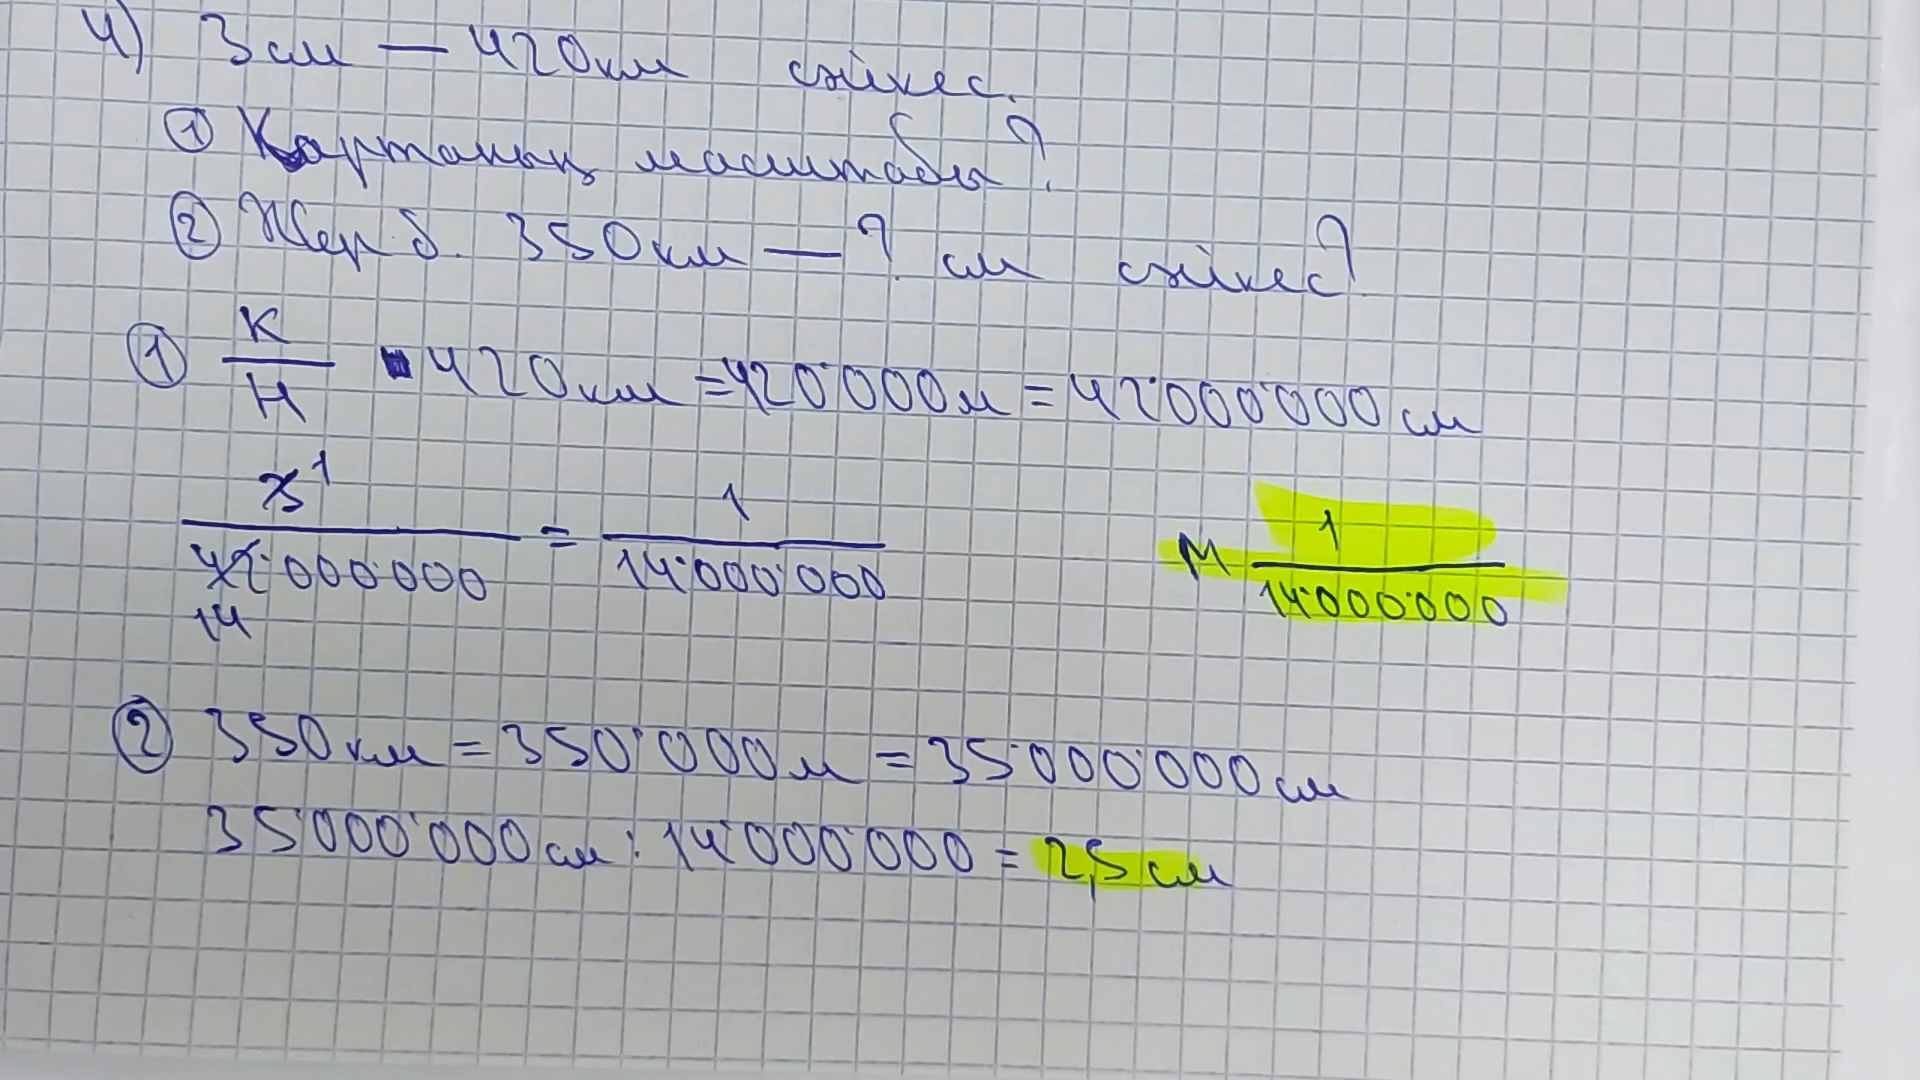 4) 3 см — 420 км сәйкес.
① Картаның масштабы?
② Жер б. 350 км — ? см сәйкес?
① К/Н 420 км = 420'000 м = 42'000'000 см
3¹/42'000'000 = 1/14'000'000 М 1/14'000'000
14
② 350 км = 350'000 м = 35'000'000 см
35'000'000 см : 14'000'000 = 2,5 см